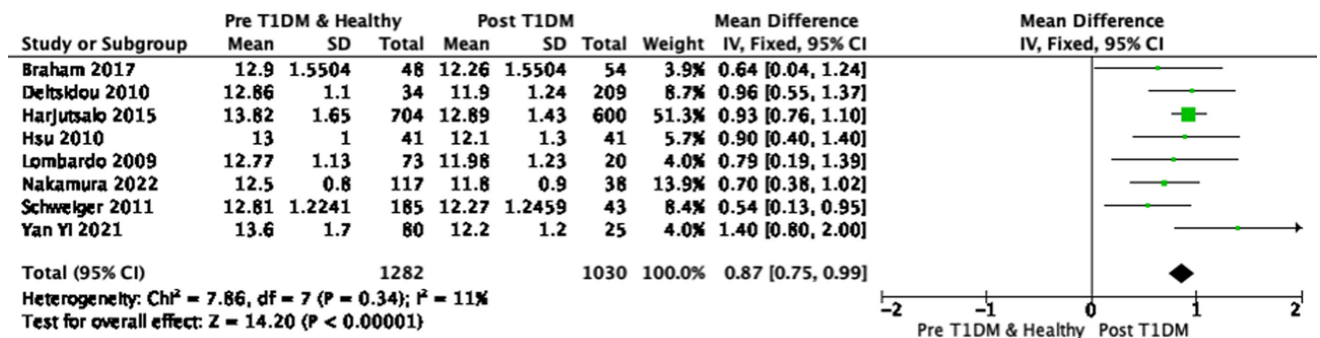 Pre T1DM & Healthy Post T1DM Mean Difference Mean Difference
Study or Subgroup Mean SD Total Mean SD Total Weight IV, Fixed, 95% CI IV, Fixed, 95% CI
Braham 2017 12.9 1.5504 48 12.26 1.5504 54 3.9% 0.64 [0.04, 1.24]
Deltsidou 2010 12.86 1.1 34 11.9 1.24 209 8.7% 0.96 [0.55, 1.37]
Harjutsalo 2015 13.82 1.65 704 12.89 1.43 600 51.3% 0.93 [0.76, 1.10]
Hsu 2010 13 1 41 12.1 1.3 41 5.7% 0.90 [0.40, 1.40]
Lombardo 2009 12.77 1.13 73 11.98 1.23 20 4.0% 0.79 [0.19, 1.39]
Nakamura 2022 12.5 0.8 117 11.8 0.9 38 13.9% 0.70 [0.38, 1.02]
Schweiger 2011 12.81 1.2241 185 12.27 1.2459 43 8.4% 0.54 [0.13, 0.95]
Yan Yi 2021 13.6 1.7 80 12.2 1.2 25 4.0% 1.40 [0.80, 2.00]
Total (95% CI) 1282 1030 100.0% 0.87 [0.75, 0.99]
Heterogeneity: Chi² = 7.86, df = 7 (P = 0.34); I² = 11%
Test for overall effect: Z = 14.20 (P < 0.00001)
-2 -1 0 1 2
Pre T1DM & Healthy Post T1DM